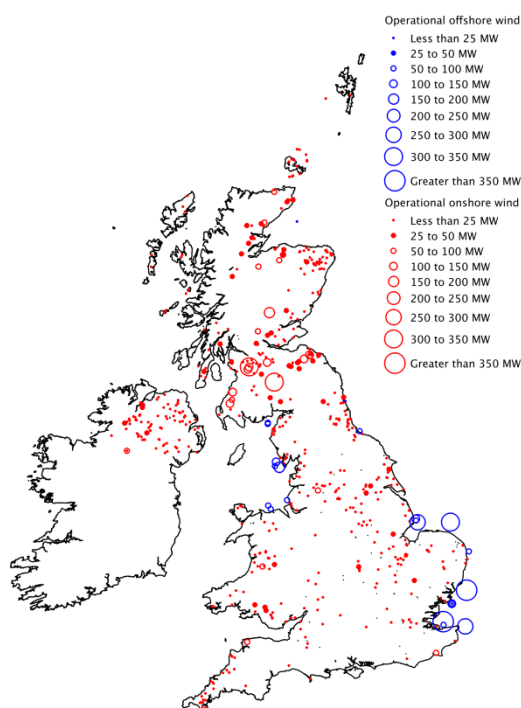 Operational offshore wind
Less than 25 MW
25 to 50 MW
50 to 100 MW
100 to 150 MW
150 to 200 MW
200 to 250 MW
250 to 300 MW
300 to 350 MW
Greater than 350 MW
Operational onshore wind
Less than 25 MW
25 to 50 MW
50 to 100 MW
100 to 150 MW
150 to 200 MW
200 to 250 MW
250 to 300 MW
300 to 350 MW
Greater than 350 MW